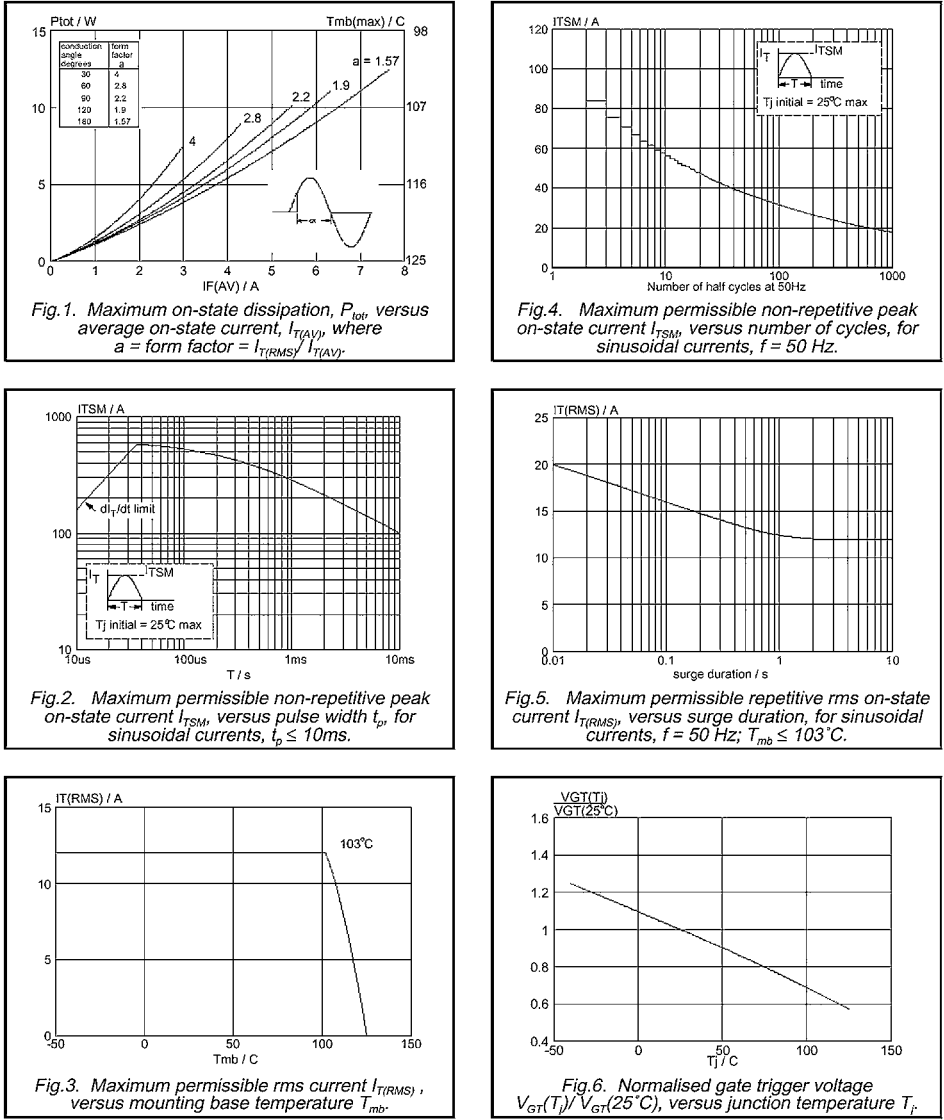 Ptot / W
Tmb(max) / C
15
98
conduction angle degrees
form factor a
30 4
60 2.8
90 2.2
120 1.9
180 1.57
a = 1.57
1.9
2.2
2.8
4
10
107
5
116
α
0
125
0 1 2 3 4 5 6 7 8
IF(AV) / A
Fig.1. Maximum on-state dissipation, Ptot, versus
average on-state current, IT(AV), where
a = form factor = IT(RMS)/ IT(AV).
ITSM / A
120
100
80
60
40
20
0
IT
ITSM
T
time
Tj initial = 25°C max
1 10 100 1000
Number of half cycles at 50Hz
Fig.4. Maximum permissible non-repetitive peak
on-state current ITSM, versus number of cycles, for
sinusoidal currents, f = 50 Hz.
ITSM / A
1000
100
10
dIT/dt limit
IT
ITSM
T
time
Tj initial = 25°C max
10us 100us 1ms 10ms
T / s
Fig.2. Maximum permissible non-repetitive peak
on-state current ITSM, versus pulse width tp, for
sinusoidal currents, tp ≤ 10ms.
IT(RMS) / A
25
20
15
10
5
0
0.01 0.1 1 10
surge duration / s
Fig.5. Maximum permissible repetitive rms on-state
current IT(RMS), versus surge duration, for sinusoidal
currents, f = 50 Hz; Tmb ≤ 103˚C.
IT(RMS) / A
15
103°C
10
5
0
-50 0 50 100 150
Tmb / C
Fig.3. Maximum permissible rms current IT(RMS) ,
versus mounting base temperature Tmb.
VGT(Tj)
VGT(25°C)
1.6
1.4
1.2
1
0.8
0.6
0.4
-50 0 50 100 150
Tj / C
Fig.6. Normalised gate trigger voltage
VGT(Tj)/ VGT(25˚C), versus junction temperature Tj.